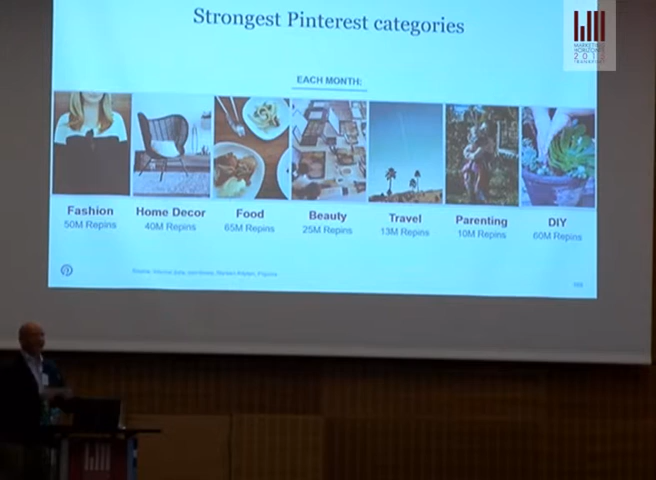 Strongest Pinterest categories
EACH MONTH:
Fashion
50M Repins
Home Decor
40M Repins
Food
65M Repins
Beauty
25M Repins
Travel
13M Repins
Parenting
10M Repins
DIY
60M Repins